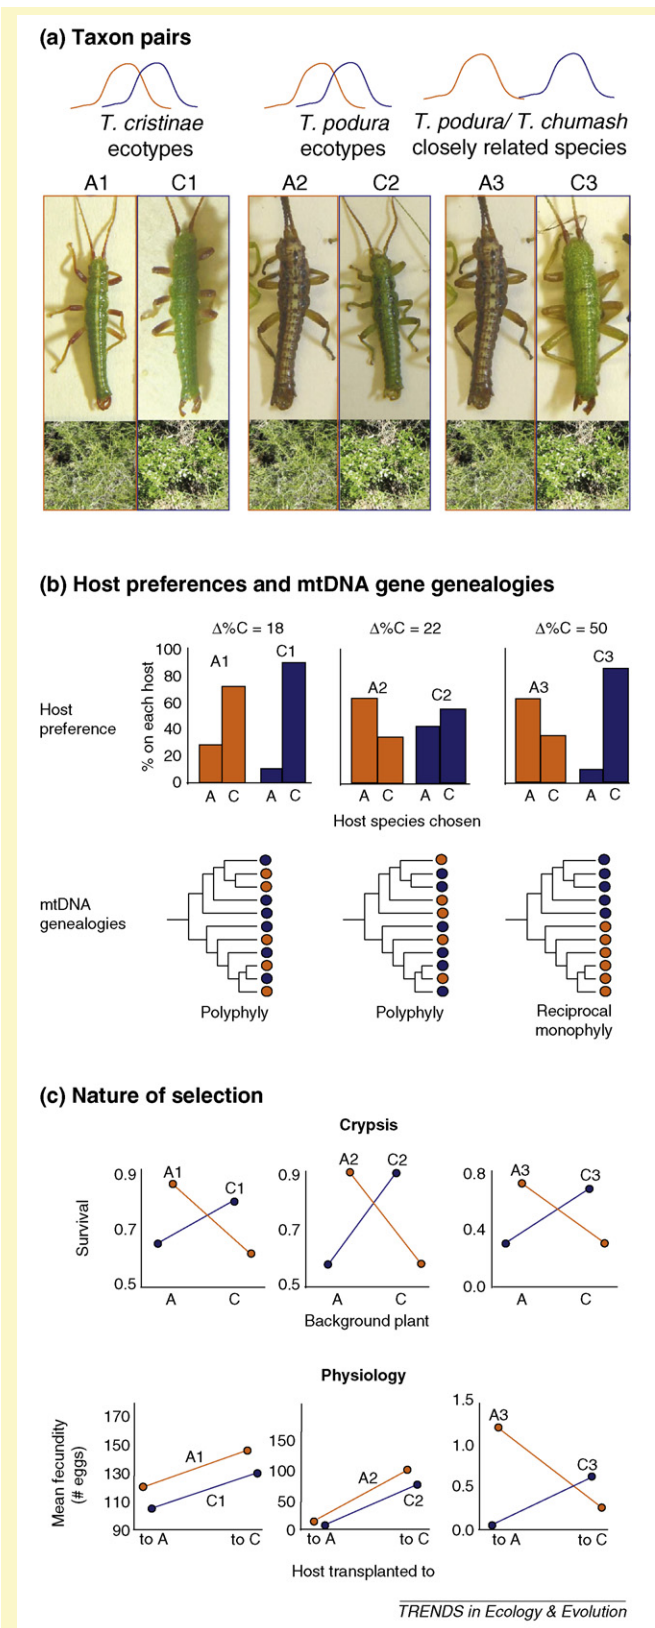 (a) Taxon pairs
T. cristinae
ecotypes
T. podura
ecotypes
T. podura/ T. chumash
closely related species
A1 C1 A2 C2 A3 C3
(b) Host preferences and mtDNA gene genealogies
Δ%C = 18 Δ%C = 22 Δ%C = 50
Host
preference
% on each host
100
80
60
40
20
0
A1 C1 A2 C2 A3 C3
A C A C A C A C A C A C
Host species chosen
mtDNA
genealogies
Polyphyly
Polyphyly
Reciprocal
monophyly
(c) Nature of selection
Crypsis
Survival
0.9
0.7
0.5
A1 C1
A C
0.9
0.7
0.5
A2 C2
A C
0.8
0.4
0.0
A3 C3
A C
Background plant
Physiology
Mean fecundity
(# eggs)
170
150
130
110
90
A1
C1
to A to C
150
100
50
0
A2
C2
to A to C
1.5
1.0
0.5
0.0
A3
C3
to A to C
Host transplanted to
TRENDS in Ecology & Evolution